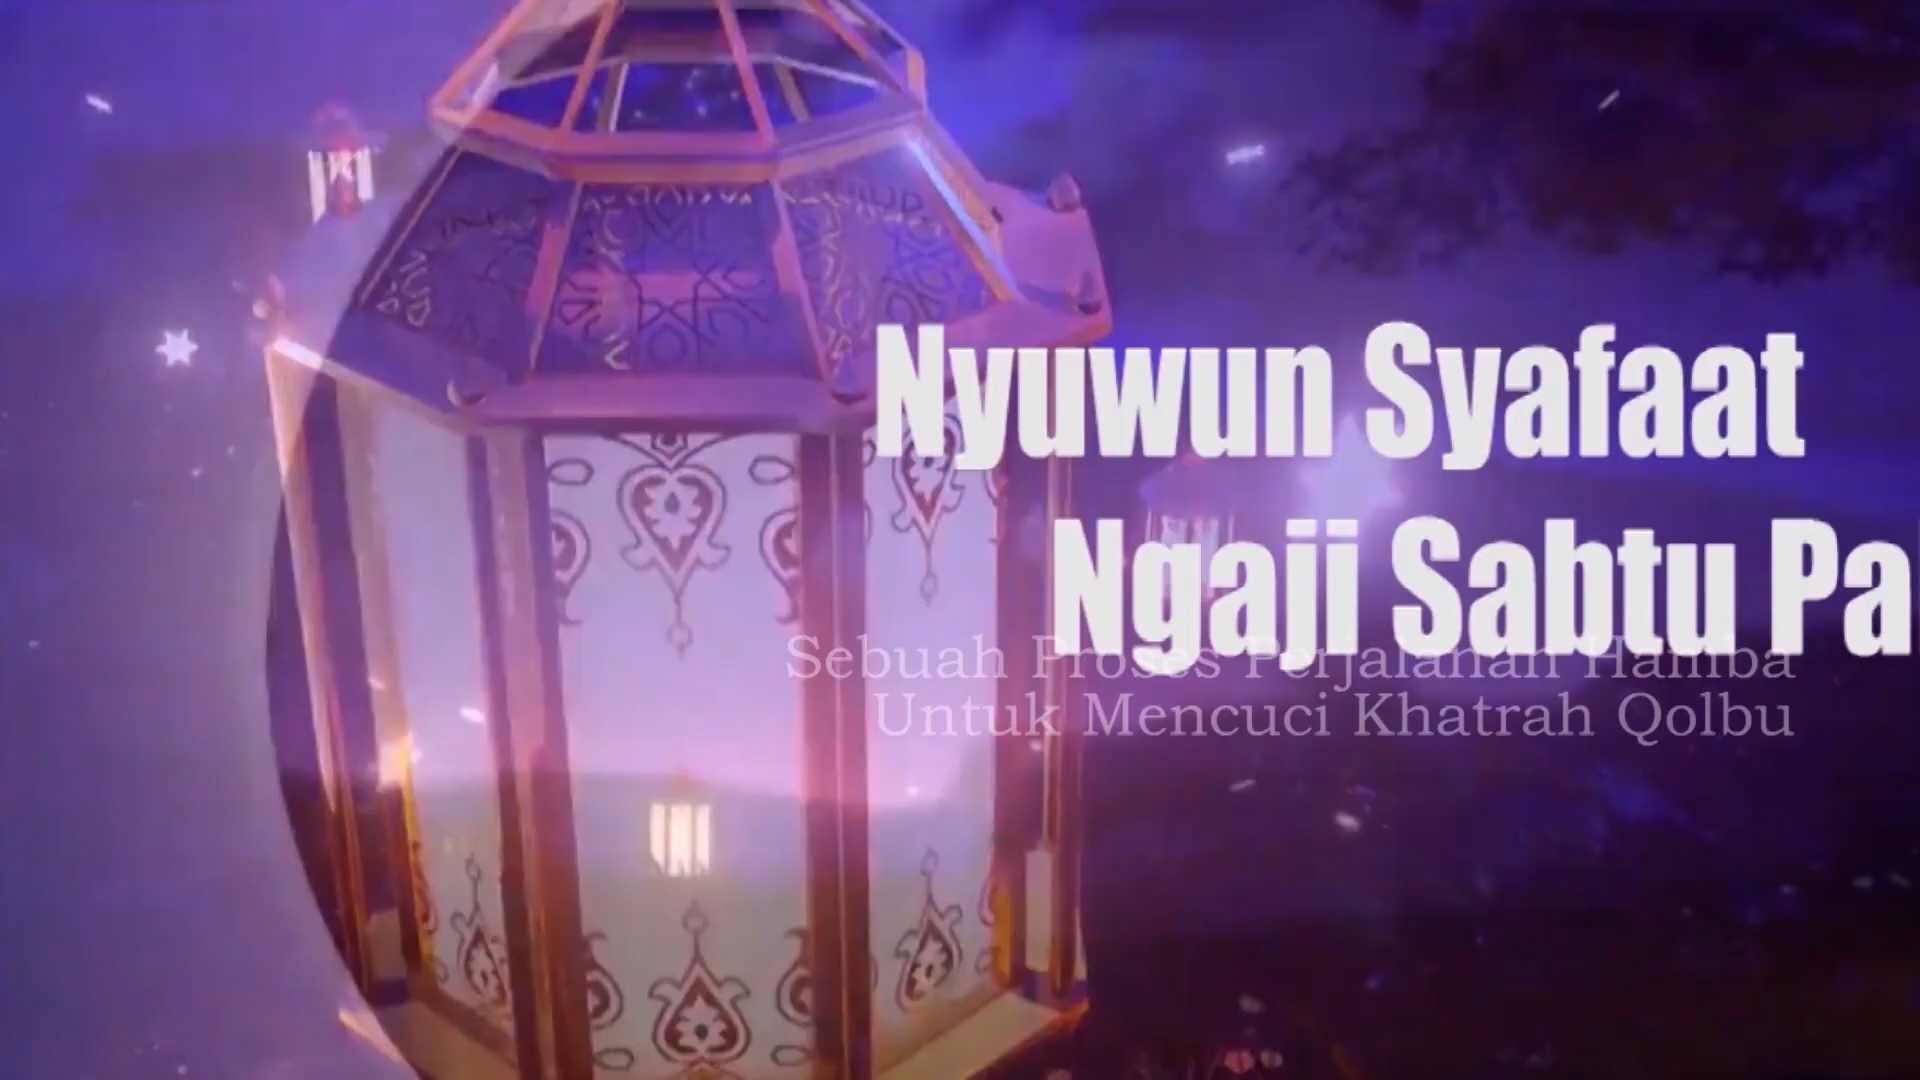 Nyuwun Syafaat
Ngaji Sabtu Pa
Sebuah Proses Perjalanan Hamba
Untuk Mencuci Khatrah Qolbu